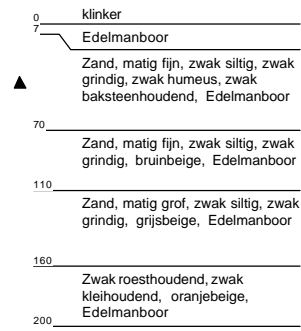 0 klinker
7 Edelmanboor
Zand, matig fijn, zwak siltig, zwak
grindig, zwak humeus, zwak
baksteenhoudend, Edelmanboor
70
Zand, matig fijn, zwak siltig, zwak
grindig, bruinbeige, Edelmanboor
110
Zand, matig grof, zwak siltig, zwak
grindig, grijsbeige, Edelmanboor
160
Zwak roesthoudend, zwak
kleihoudend, oranjebeige,
Edelmanboor
200